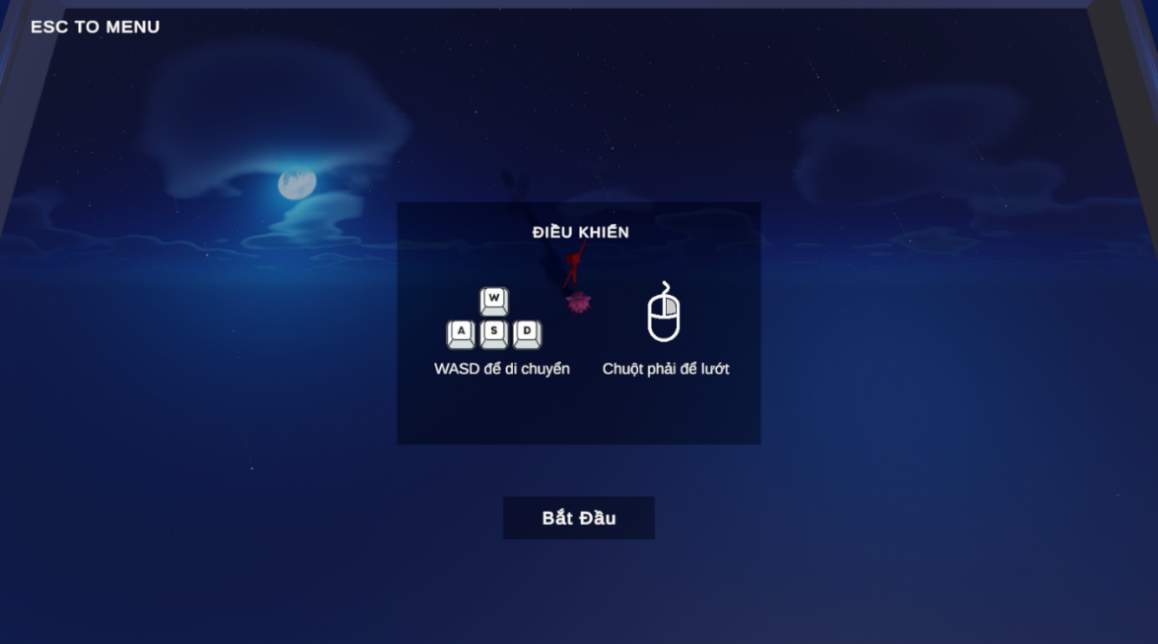 ESC TO MENU
ĐIỀU KHIỂN
W
A S D
WASD để di chuyển
Chuột phải để lướt
Bắt Đầu